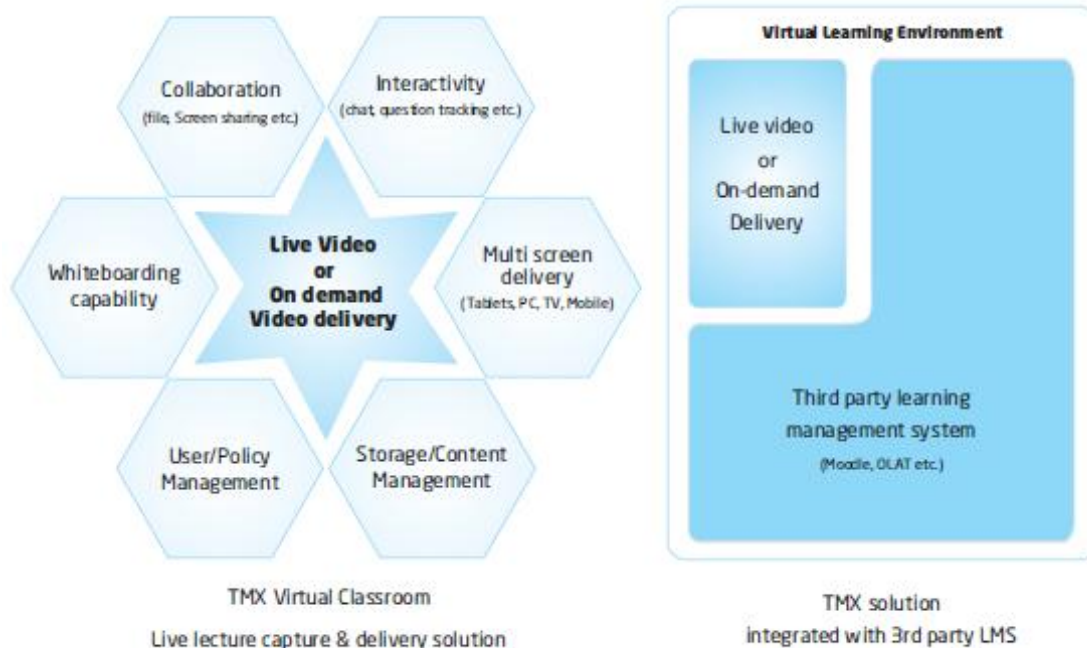 Collaboration
(file, Screen sharing etc.)
Interactivity
(chat, question tracking etc.)
Whiteboarding
capability
Live Video
or
On demand
Video delivery
Multi screen
delivery
(Tablets, PC, TV, Mobile)
User/Policy
Management
Storage/Content
Management
TMX Virtual Classroom
Live lecture capture & delivery solution
Virtual Learning Environment
Live video
or
On-demand
Delivery
Third party learning
management system
(Moodle, OLAT etc.)
TMX solution
integrated with 3rd party LMS